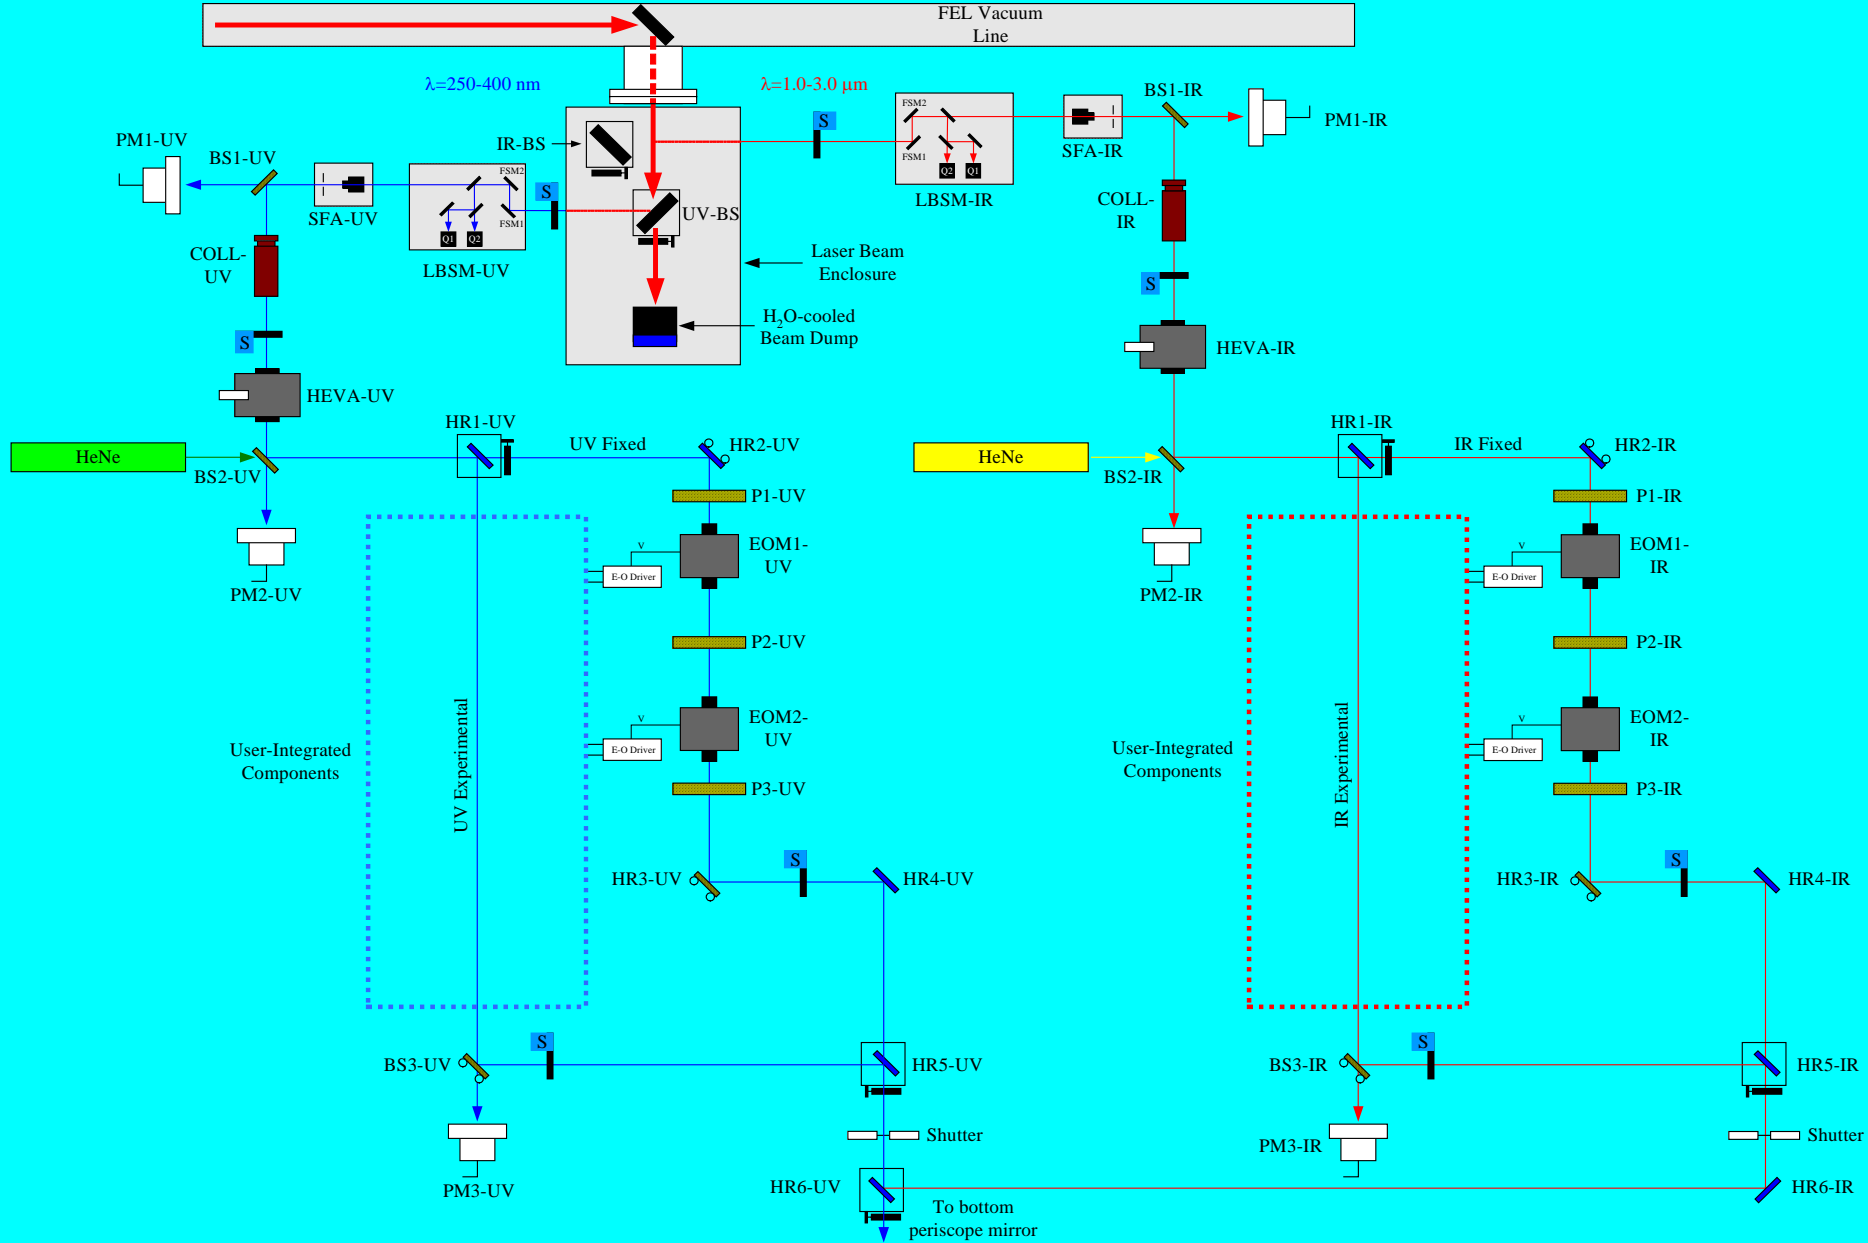 FEL Vacuum
Line
λ=250-400 nm
λ=1.0-3.0 µm
BS1-IR
PM1-IR
S
FSM2
FSM1
Q2
Q1
LBSM-IR
SFA-IR
IR-BS
PM1-UV
BS1-UV
SFA-UV
FSM2
FSM1
Q1
Q2
LBSM-UV
S
UV-BS
COLL-
IR
COLL-
UV
Laser Beam
Enclosure
S
H2O-cooled
Beam Dump
S
HEVA-IR
HEVA-UV
HR1-UV
UV Fixed
HR2-UV
HeNe
BS2-UV
HR1-IR
IR Fixed
HR2-IR
HeNe
BS2-IR
P1-UV
P1-IR
EOM1-
UV
V
E-O Driver
PM2-UV
EOM1-
IR
V
E-O Driver
PM2-IR
P2-UV
P2-IR
EOM2-
UV
V
E-O Driver
User-Integrated
Components
UV Experimental
EOM2-
IR
V
E-O Driver
User-Integrated
Components
IR Experimental
P3-UV
P3-IR
HR3-UV
S
HR4-UV
HR3-IR
S
HR4-IR
S
BS3-UV
HR5-UV
S
BS3-IR
HR5-IR
Shutter
PM3-UV
Shutter
PM3-IR
HR6-UV
HR6-IR
To bottom
periscope mirror